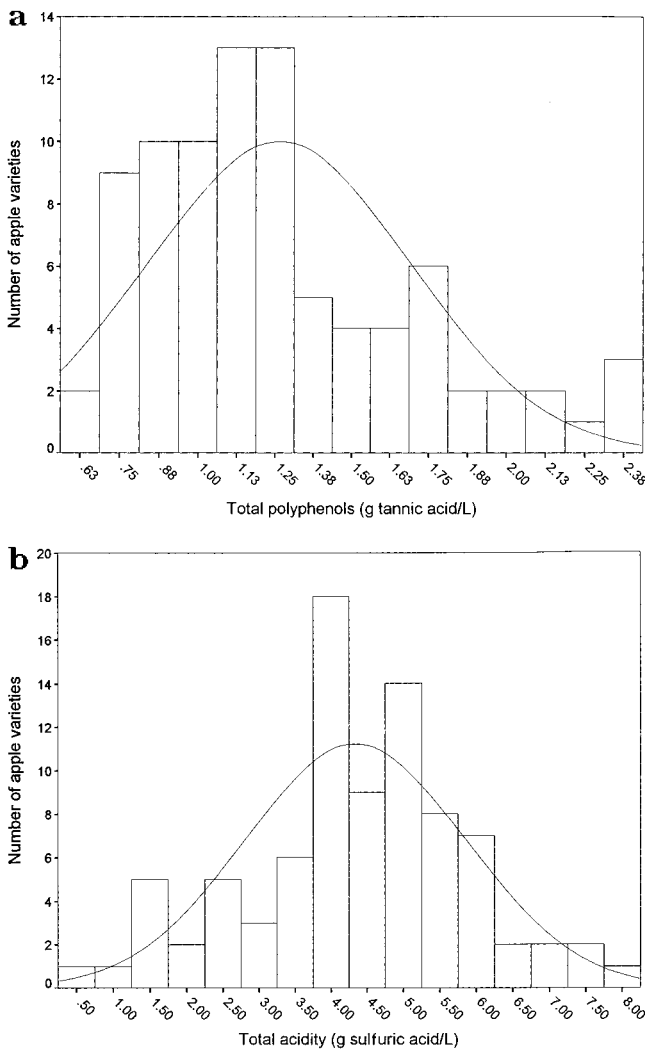 a
14
12
10
8
6
4
2
0
Number of apple varieties
.63 .75 .88 1.00 1.13 1.25 1.38 1.50 1.63 1.75 1.88 2.00 2.13 2.25 2.38
Total polyphenols (g tannic acid/L)
b
20
18
16
14
12
10
8
6
4
2
0
Number of apple varieties
.50 1.00 1.50 2.00 2.50 3.00 3.50 4.00 4.50 5.00 5.50 6.00 6.50 7.00 7.50 8.00
Total acidity (g sulfuric acid/L)